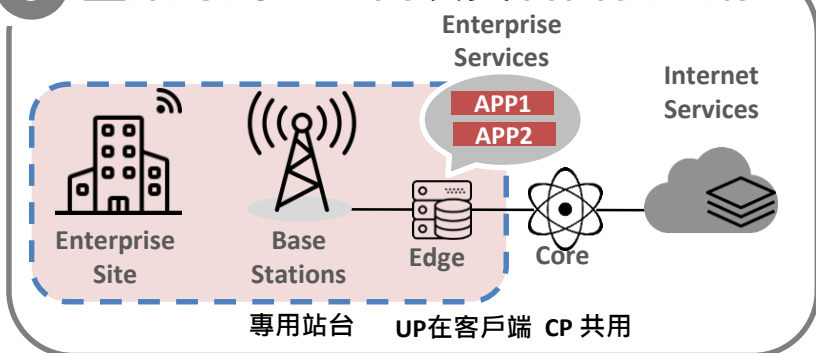 Enterprise
Services
Internet
Services
APP1
APP2
Enterprise
Site
Base
Stations
Edge
Core
專用站台
UP在客戶端
CP 共用